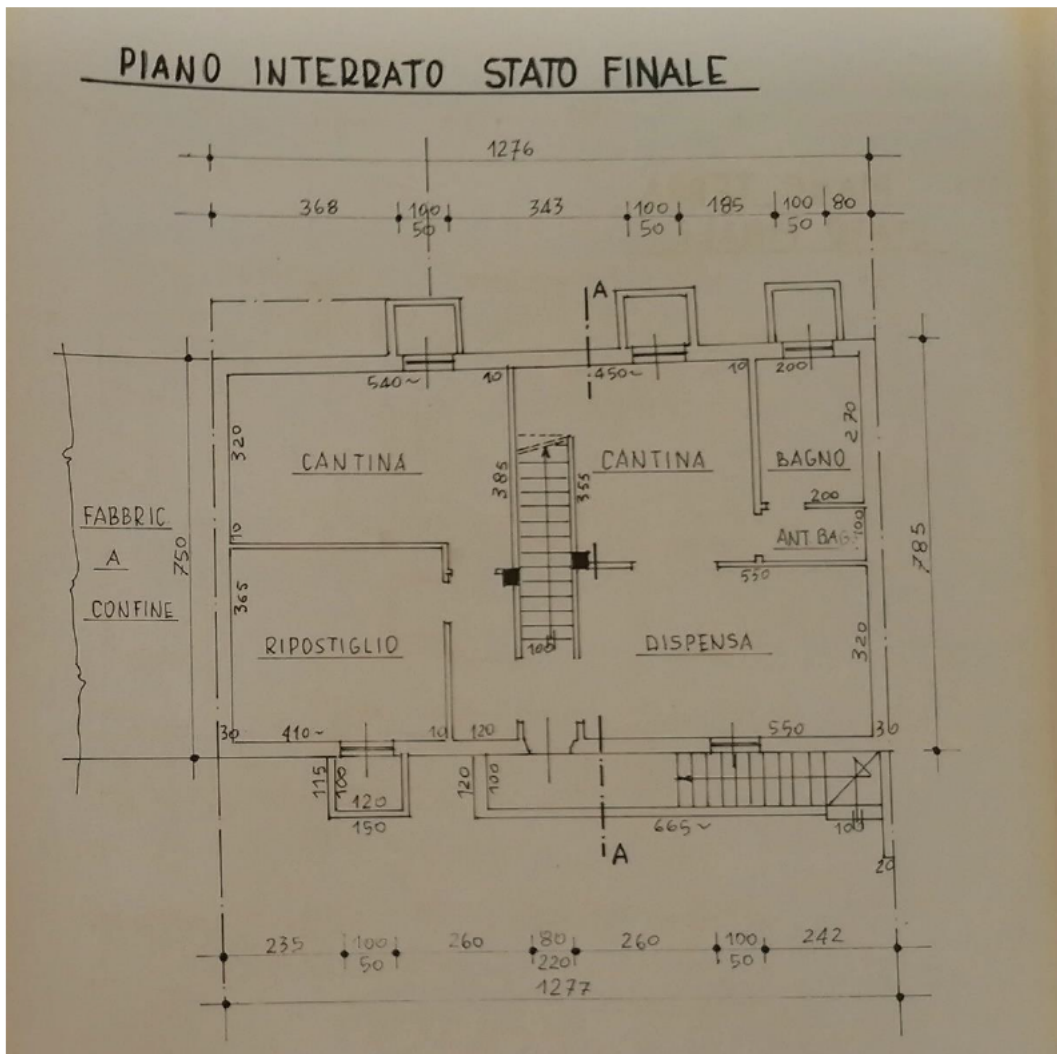 PIANO INTERRATO STATO FINALE
1276
368 100 343 100 185 100 80
50 50 50
A
540~ 10 450~ 10 200
320 CANTINA 385 355 CANTINA BAGNO 270
200
FABBRIC. 10 ANT. BAG 100
A 750 785
CONFINE 550
365 RIPOSTIGLIO 100 DISPENSA 320
30 410~ 10 120 550 30
115 100 120 100
120
150 665~ 100
A
20
235 100 260 80 260 100 242
50 220 50
1277